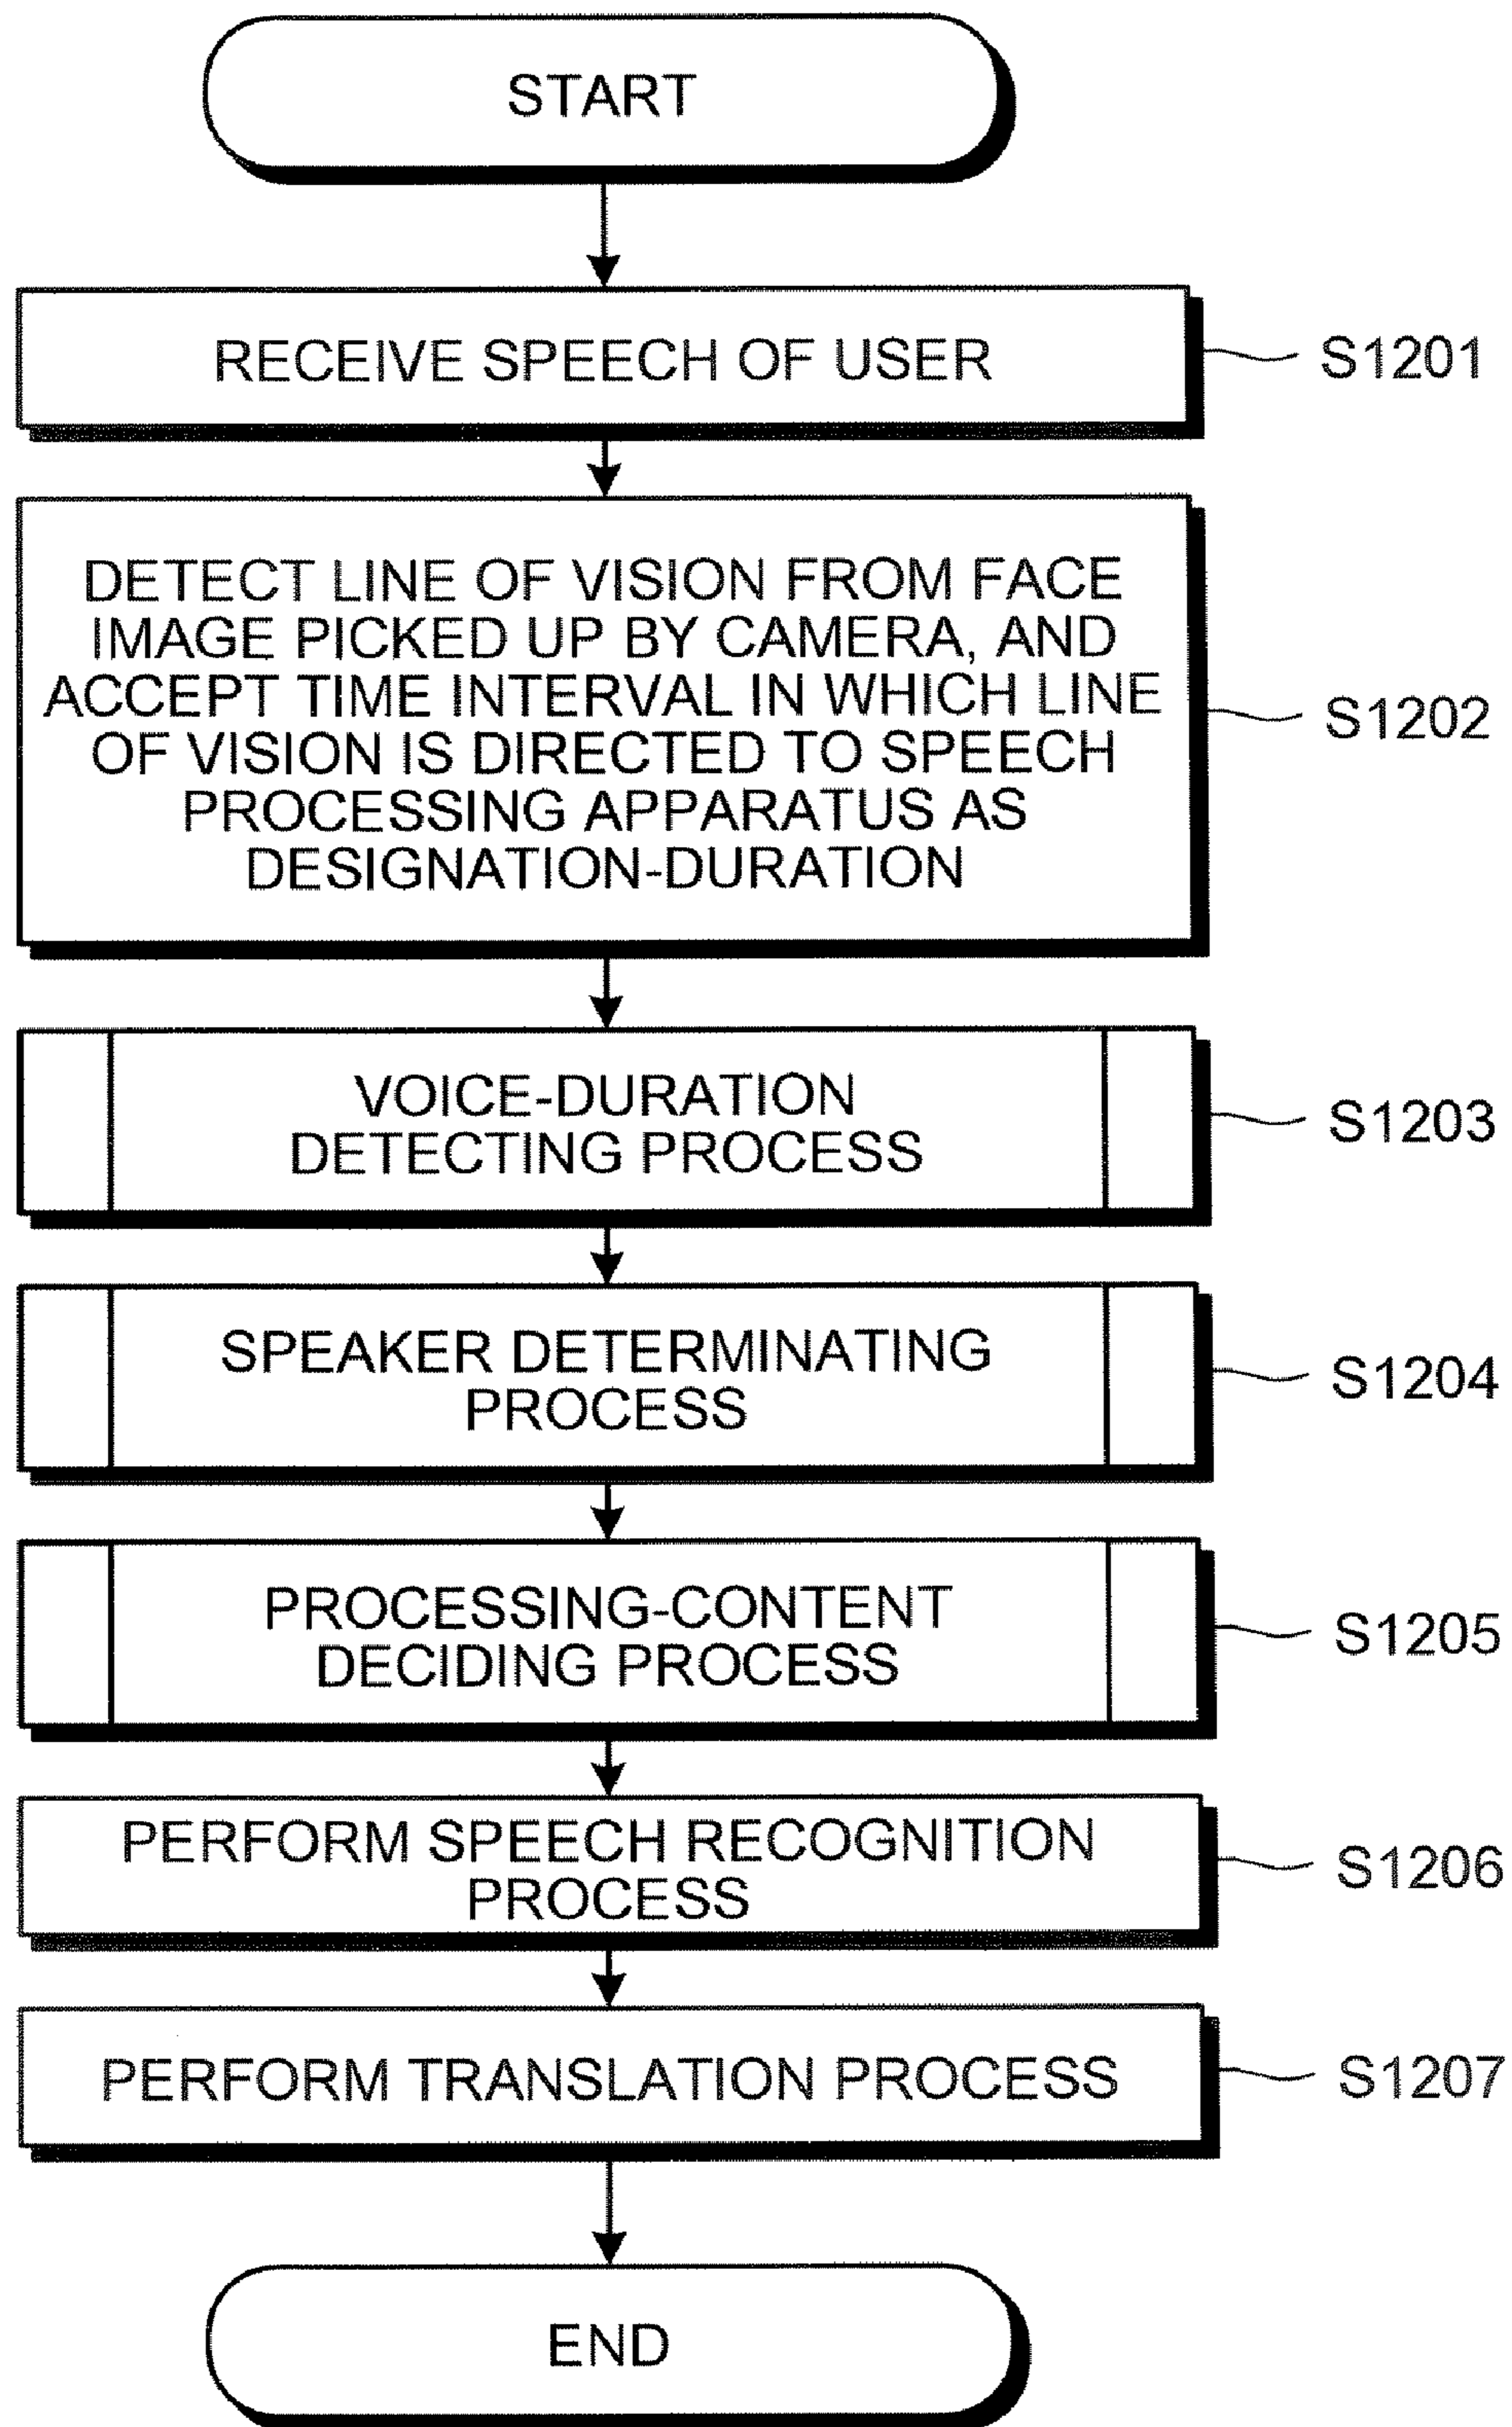 START
RECEIVE SPEECH OF USER
S1201
DETECT LINE OF VISION FROM FACE
IMAGE PICKED UP BY CAMERA, AND
ACCEPT TIME INTERVAL IN WHICH LINE
OF VISION IS DIRECTED TO SPEECH
PROCESSING APPARATUS AS
DESIGNATION-DURATION
S1202
VOICE-DURATION
DETECTING PROCESS
S1203
SPEAKER DETERMINATING
PROCESS
S1204
PROCESSING-CONTENT
DECIDING PROCESS
S1205
PERFORM SPEECH RECOGNITION
PROCESS
S1206
PERFORM TRANSLATION PROCESS
S1207
END